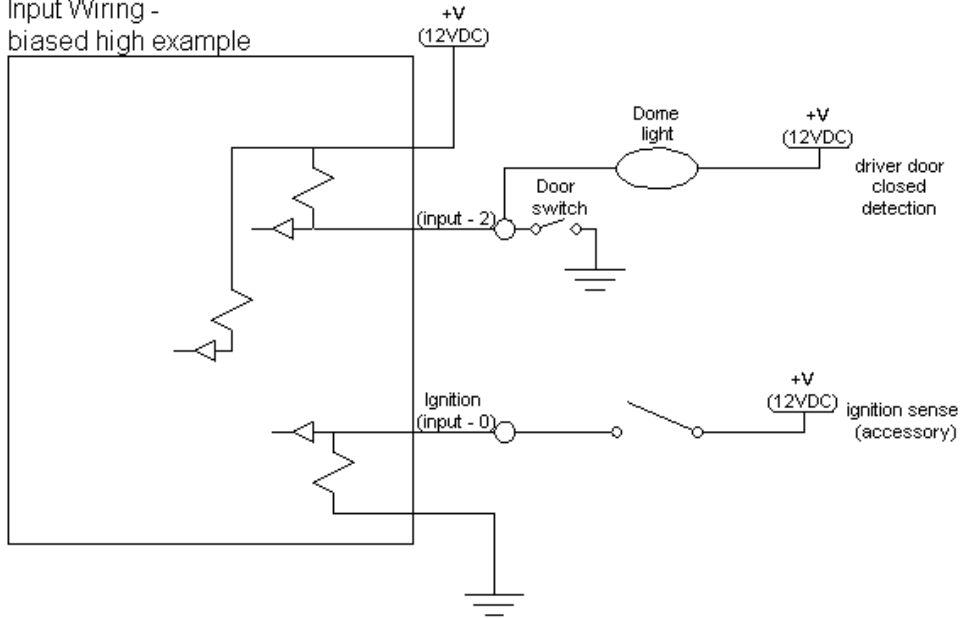 Input Wiring -
biased high example
+V
(12VDC)
Dome
light
+V
(12VDC)
driver door
closed
detection
Door
switch
(input - 2)
Ignition
(input - 0)
+V
(12VDC)
ignition sense
(accessory)